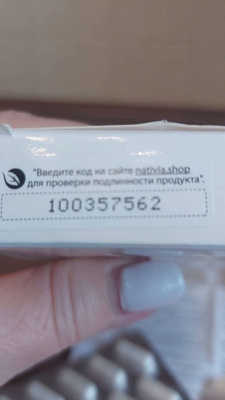 "Введите код на сайте nativia.shop
для проверки подлинности продукта".
100357562